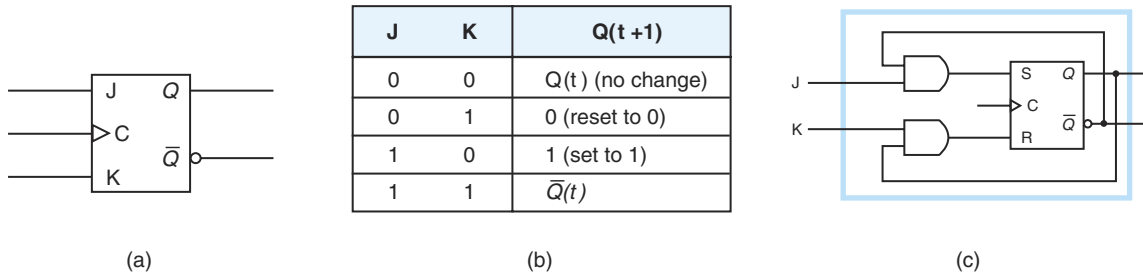 J Q
C
Q̅
K
(a)
J K Q(t +1)
0 0 Q(t) (no change)
0 1 0 (reset to 0)
1 0 1 (set to 1)
1 1 Q̅(t)
(b)
J
K
S Q
C
Q̅
R
(c)